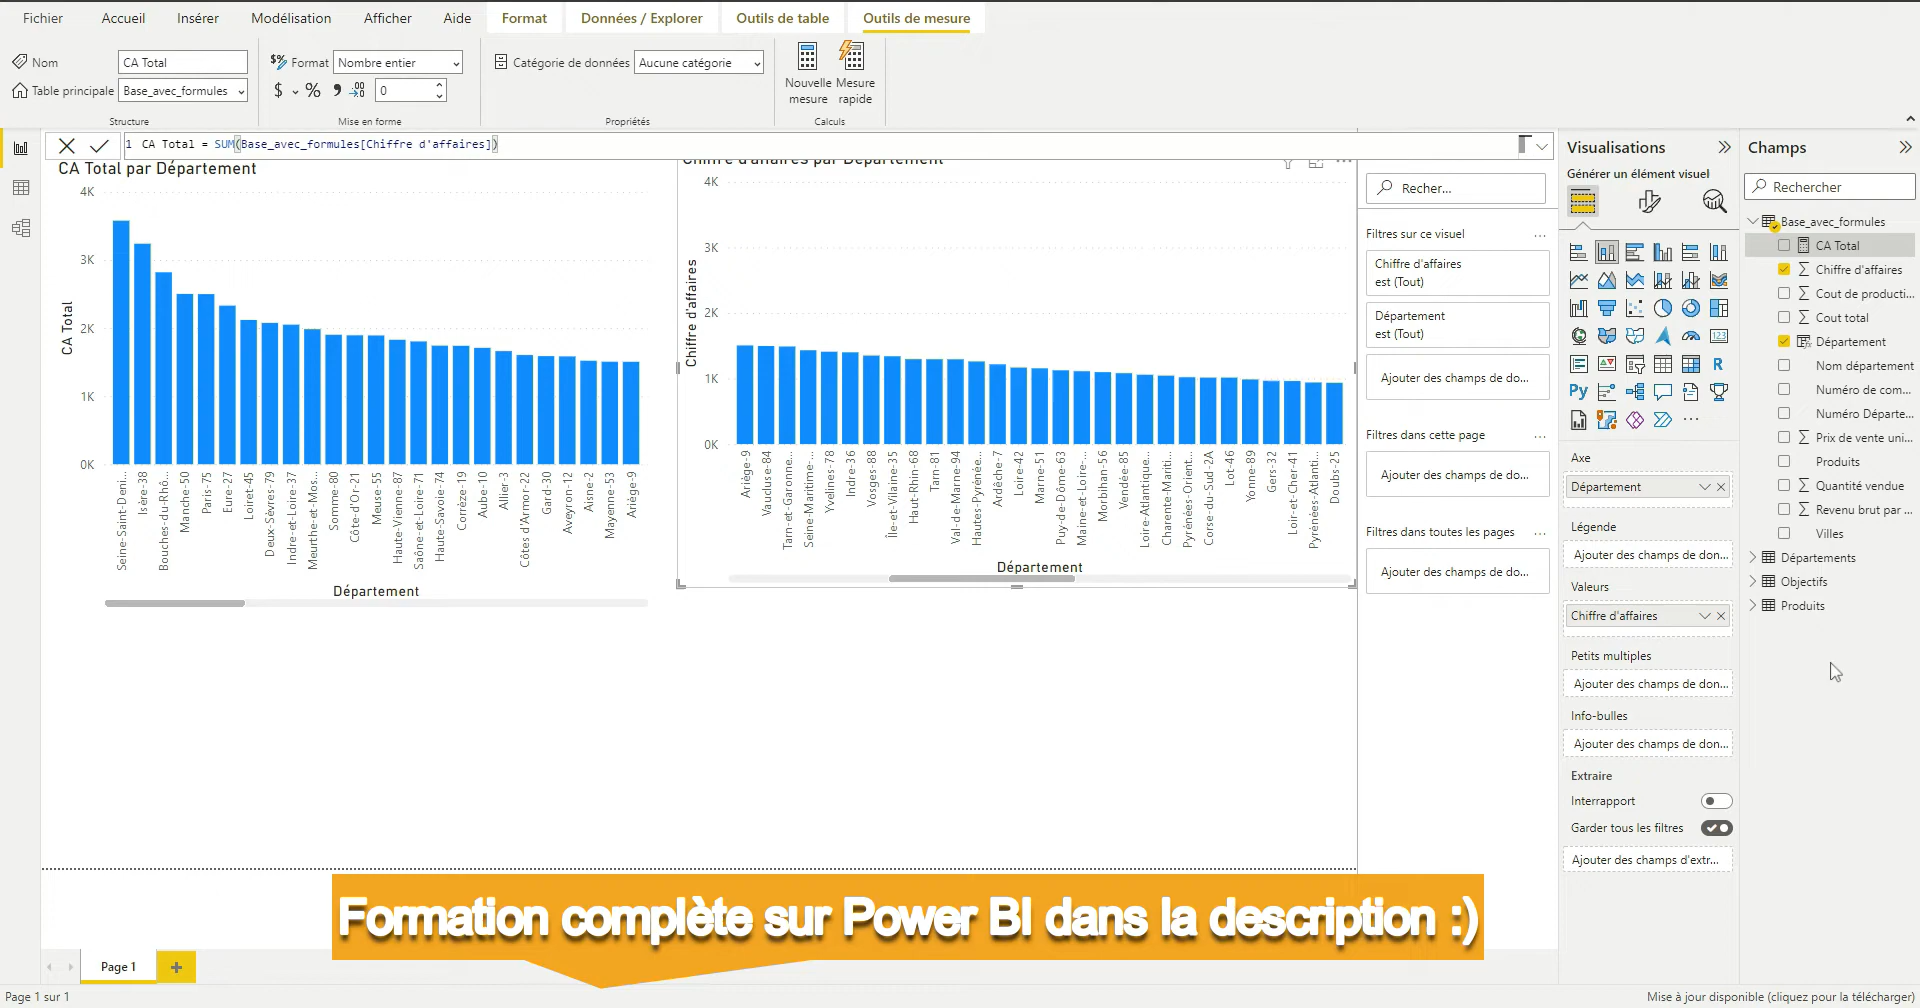 Fichier Accueil Insérer Modélisation Afficher Aide Format Données / Explorer Outils de table Outils de mesure
Nom CA Total
Table principale Base_avec_formules
Structure
Format Nombre entier
$ % 0
Mise en forme
Catégorie de données Aucune catégorie
Propriétés
Nouvelle mesure
Mesure rapide
Calculs
1 CA Total = SUM(Base_avec_formules[Chiffre d'affaires])
CA Total par Département
4K
3K
2K
1K
0K
CA Total
Seine-Saint-Deni...
Isère-38
Bouches-du-Rhô...
Manche-50
Paris-75
Eure-27
Loiret-45
Deux-Sèvres-79
Indre-et-Loire-37
Meurthe-et-Mos...
Somme-80
Côte-d'Or-21
Meuse-55
Haute-Vienne-87
Saône-et-Loire-71
Haute-Savoie-74
Corrèze-19
Aube-10
Allier-3
Côtes d'Armor-22
Gard-30
Aveyron-12
Aisne-2
Mayenne-53
Ariège-9
Département
Chiffre d'affaires par Département
4K
3K
2K
1K
0K
Chiffre d'affaires
Ariège-9
Vaucluse-84
Tarn-et-Garonne...
Seine-Maritime-...
Yvelines-78
Indre-36
Vosges-88
Île-et-Vilaine-35
Haut-Rhin-68
Tarn-81
Val-de-Marne-94
Hautes-Pyrénée...
Ardèche-7
Loire-42
Marne-51
Puy-de-Dôme-63
Maine-et-Loire-...
Morbihan-56
Vendée-85
Loire-Atlantique...
Charente-Mariti...
Pyrénées-Orient...
Corse-du-Sud-2A
Lot-46
Yonne-89
Gers-32
Loir-et-Cher-41
Pyrénées-Atlanti...
Doubs-25
Département
Recher...
Filtres sur ce visuel ...
Chiffre d'affaires
est (Tout)
Département
est (Tout)
Ajouter des champs de do...
Filtres dans cette page ...
Ajouter des champs de do...
Filtres dans toutes les pages ...
Ajouter des champs de do...
Visualisations
Générer un élément visuel
R
Py
...
Axe
Département
Légende
Ajouter des champs de don...
Valeurs
Chiffre d'affaires
Petits multiples
Ajouter des champs de don...
Info-bulles
Ajouter des champs de don...
Extraire
Interrapport
Garder tous les filtres
Ajouter des champs d'extr...
Champs
Rechercher
Base_avec_formules
CA Total
Chiffre d'affaires
Cout de producti...
Cout total
Département
Nom département
Numéro de com...
Numéro Départe...
Prix de vente uni...
Produits
Quantité vendue
Revenu brut par ...
Villes
Départements
Objectifs
Produits
Formation complète sur Power BI dans la description :)
Page 1 +
Page 1 sur 1
Mise à jour disponible (cliquez pour la télécharger)